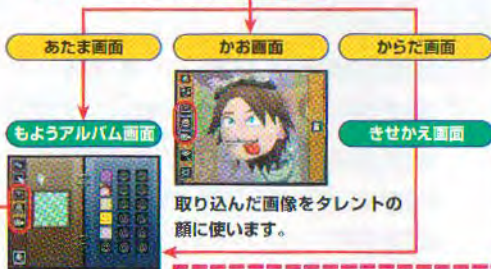 あたま画面
かお画面
からだ画面
もようアルバム画面
きせかえ画面
取り込んだ画像をタレントの
顔に使います。